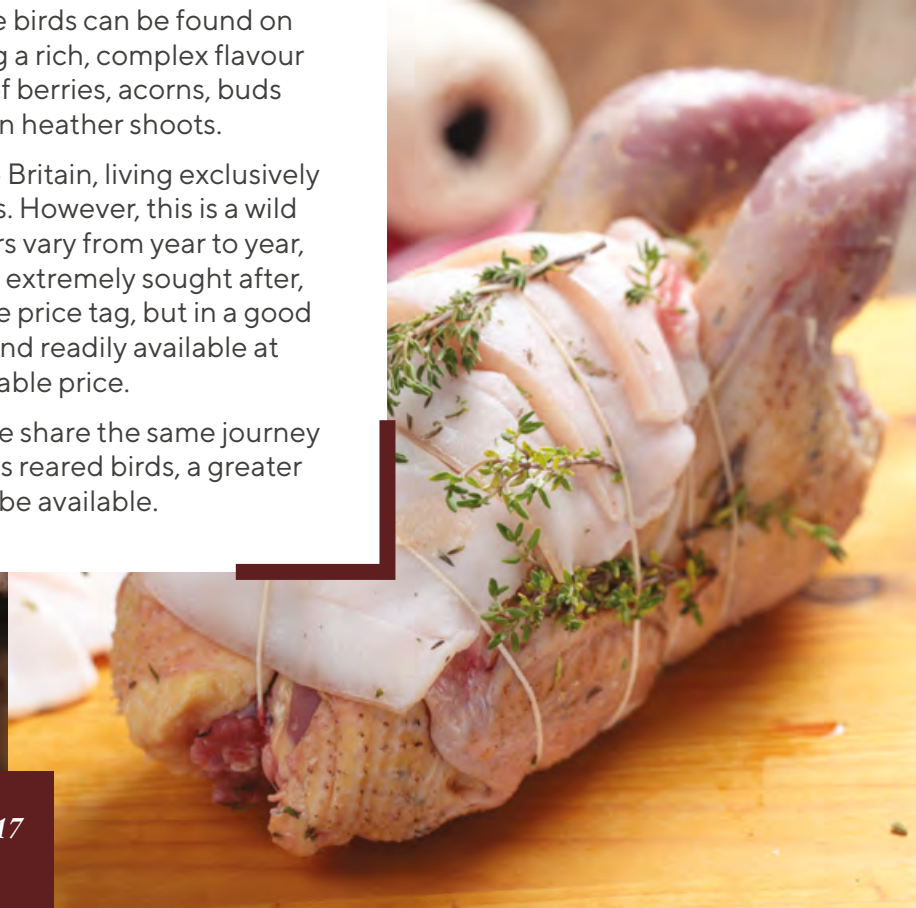 e birds can be found on
g a rich, complex flavour
f berries, acorns, buds
n heather shoots.
Britain, living exclusively
s. However, this is a wild
rs vary from year to year,
extremely sought after,
e price tag, but in a good
nd readily available at
able price.
e share the same journey
s reared birds, a greater
be available.
17